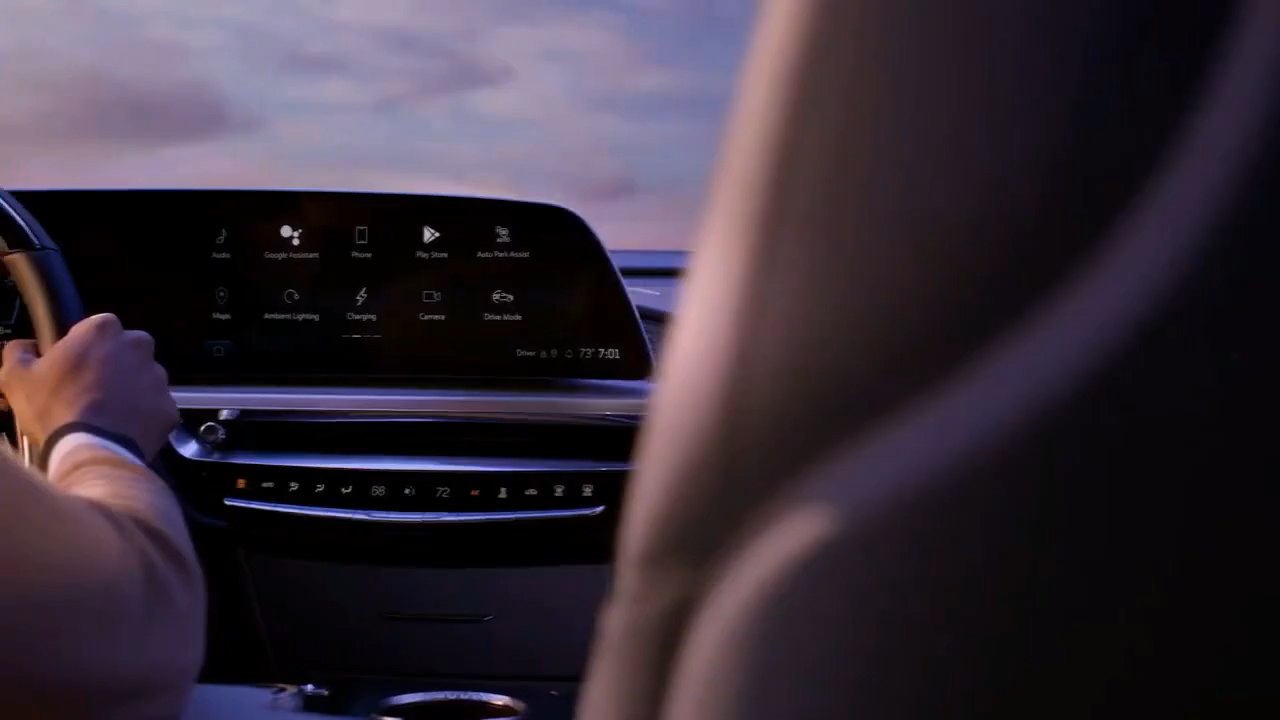 Audio Google Assistant Phone Play Store Auto Park Assist
Maps Ambient Lighting Charging Camera Drive Mode
Driver 73° 7:01
68 72